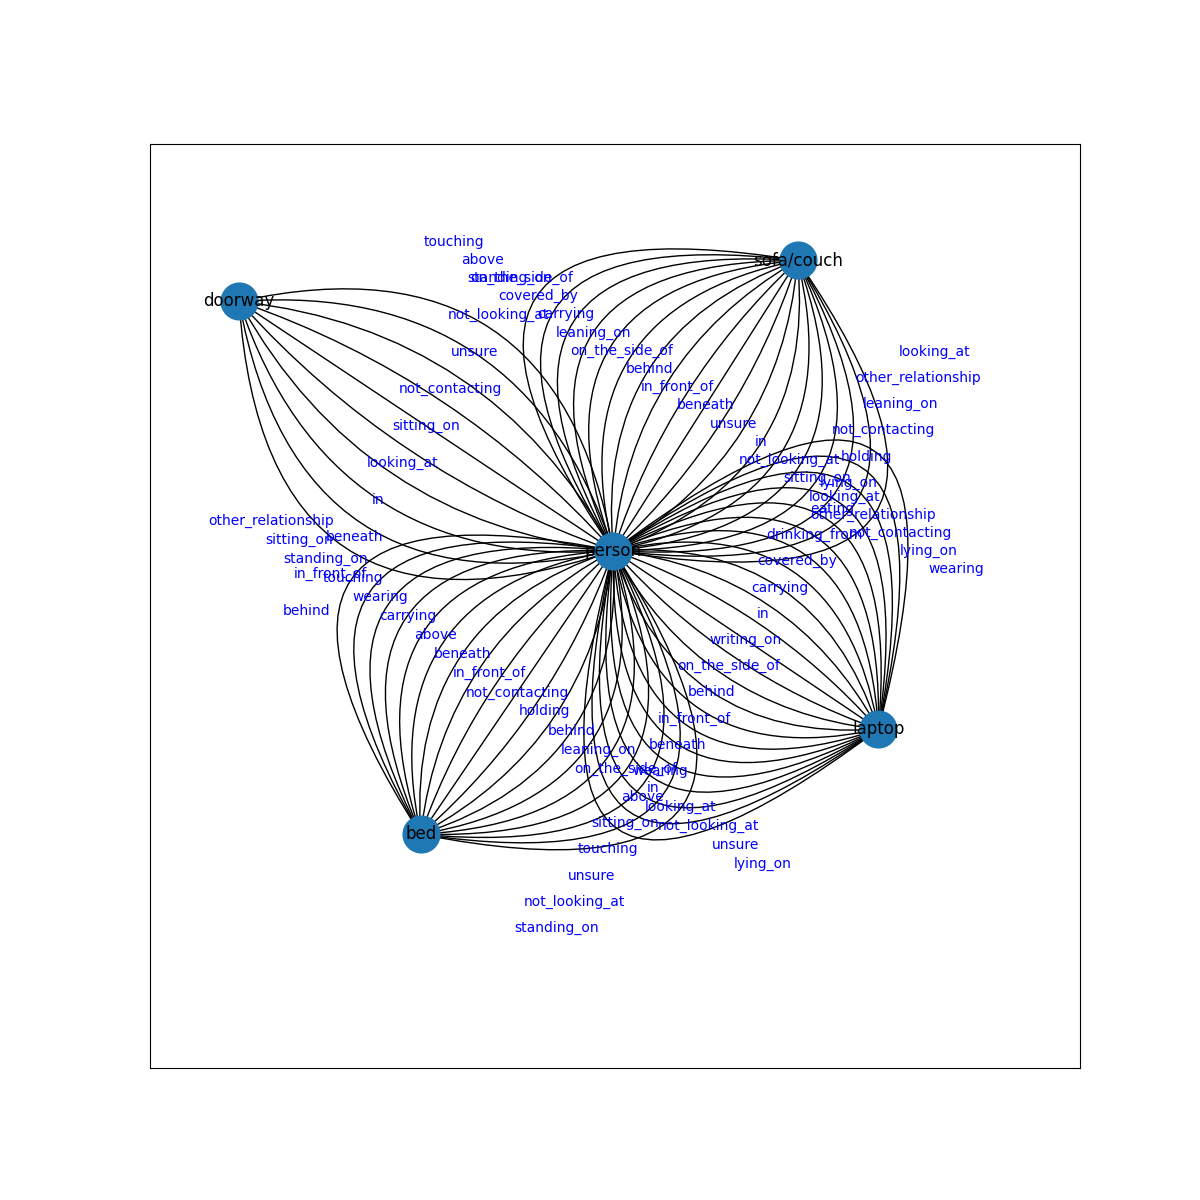 touching
above
standing_on
on_the_side_of
sofa/couch
covered_by
doorway
not_looking_at
carrying
leaning_on
unsure
on_the_side_of
looking_at
behind
other_relationship
not_contacting
in_front_of
beneath
leaning_on
sitting_on
unsure
not_contacting
in
looking_at
not_looking_at
holding
sitting_on
lying_on
in
looking_at
eating
other_relationship
other_relationship
beneath
drinking_from
not_contacting
sitting_on
person
lying_on
standing_on
covered_by
wearing
in_front_of
touching
carrying
wearing
behind
carrying
in
above
writing_on
beneath
on_the_side_of
in_front_of
not_contacting
behind
holding
in_front_of
behind
laptop
leaning_on
beneath
on_the_side_of
wearing
in
above
looking_at
sitting_on
not_looking_at
bed
touching
unsure
lying_on
unsure
not_looking_at
standing_on